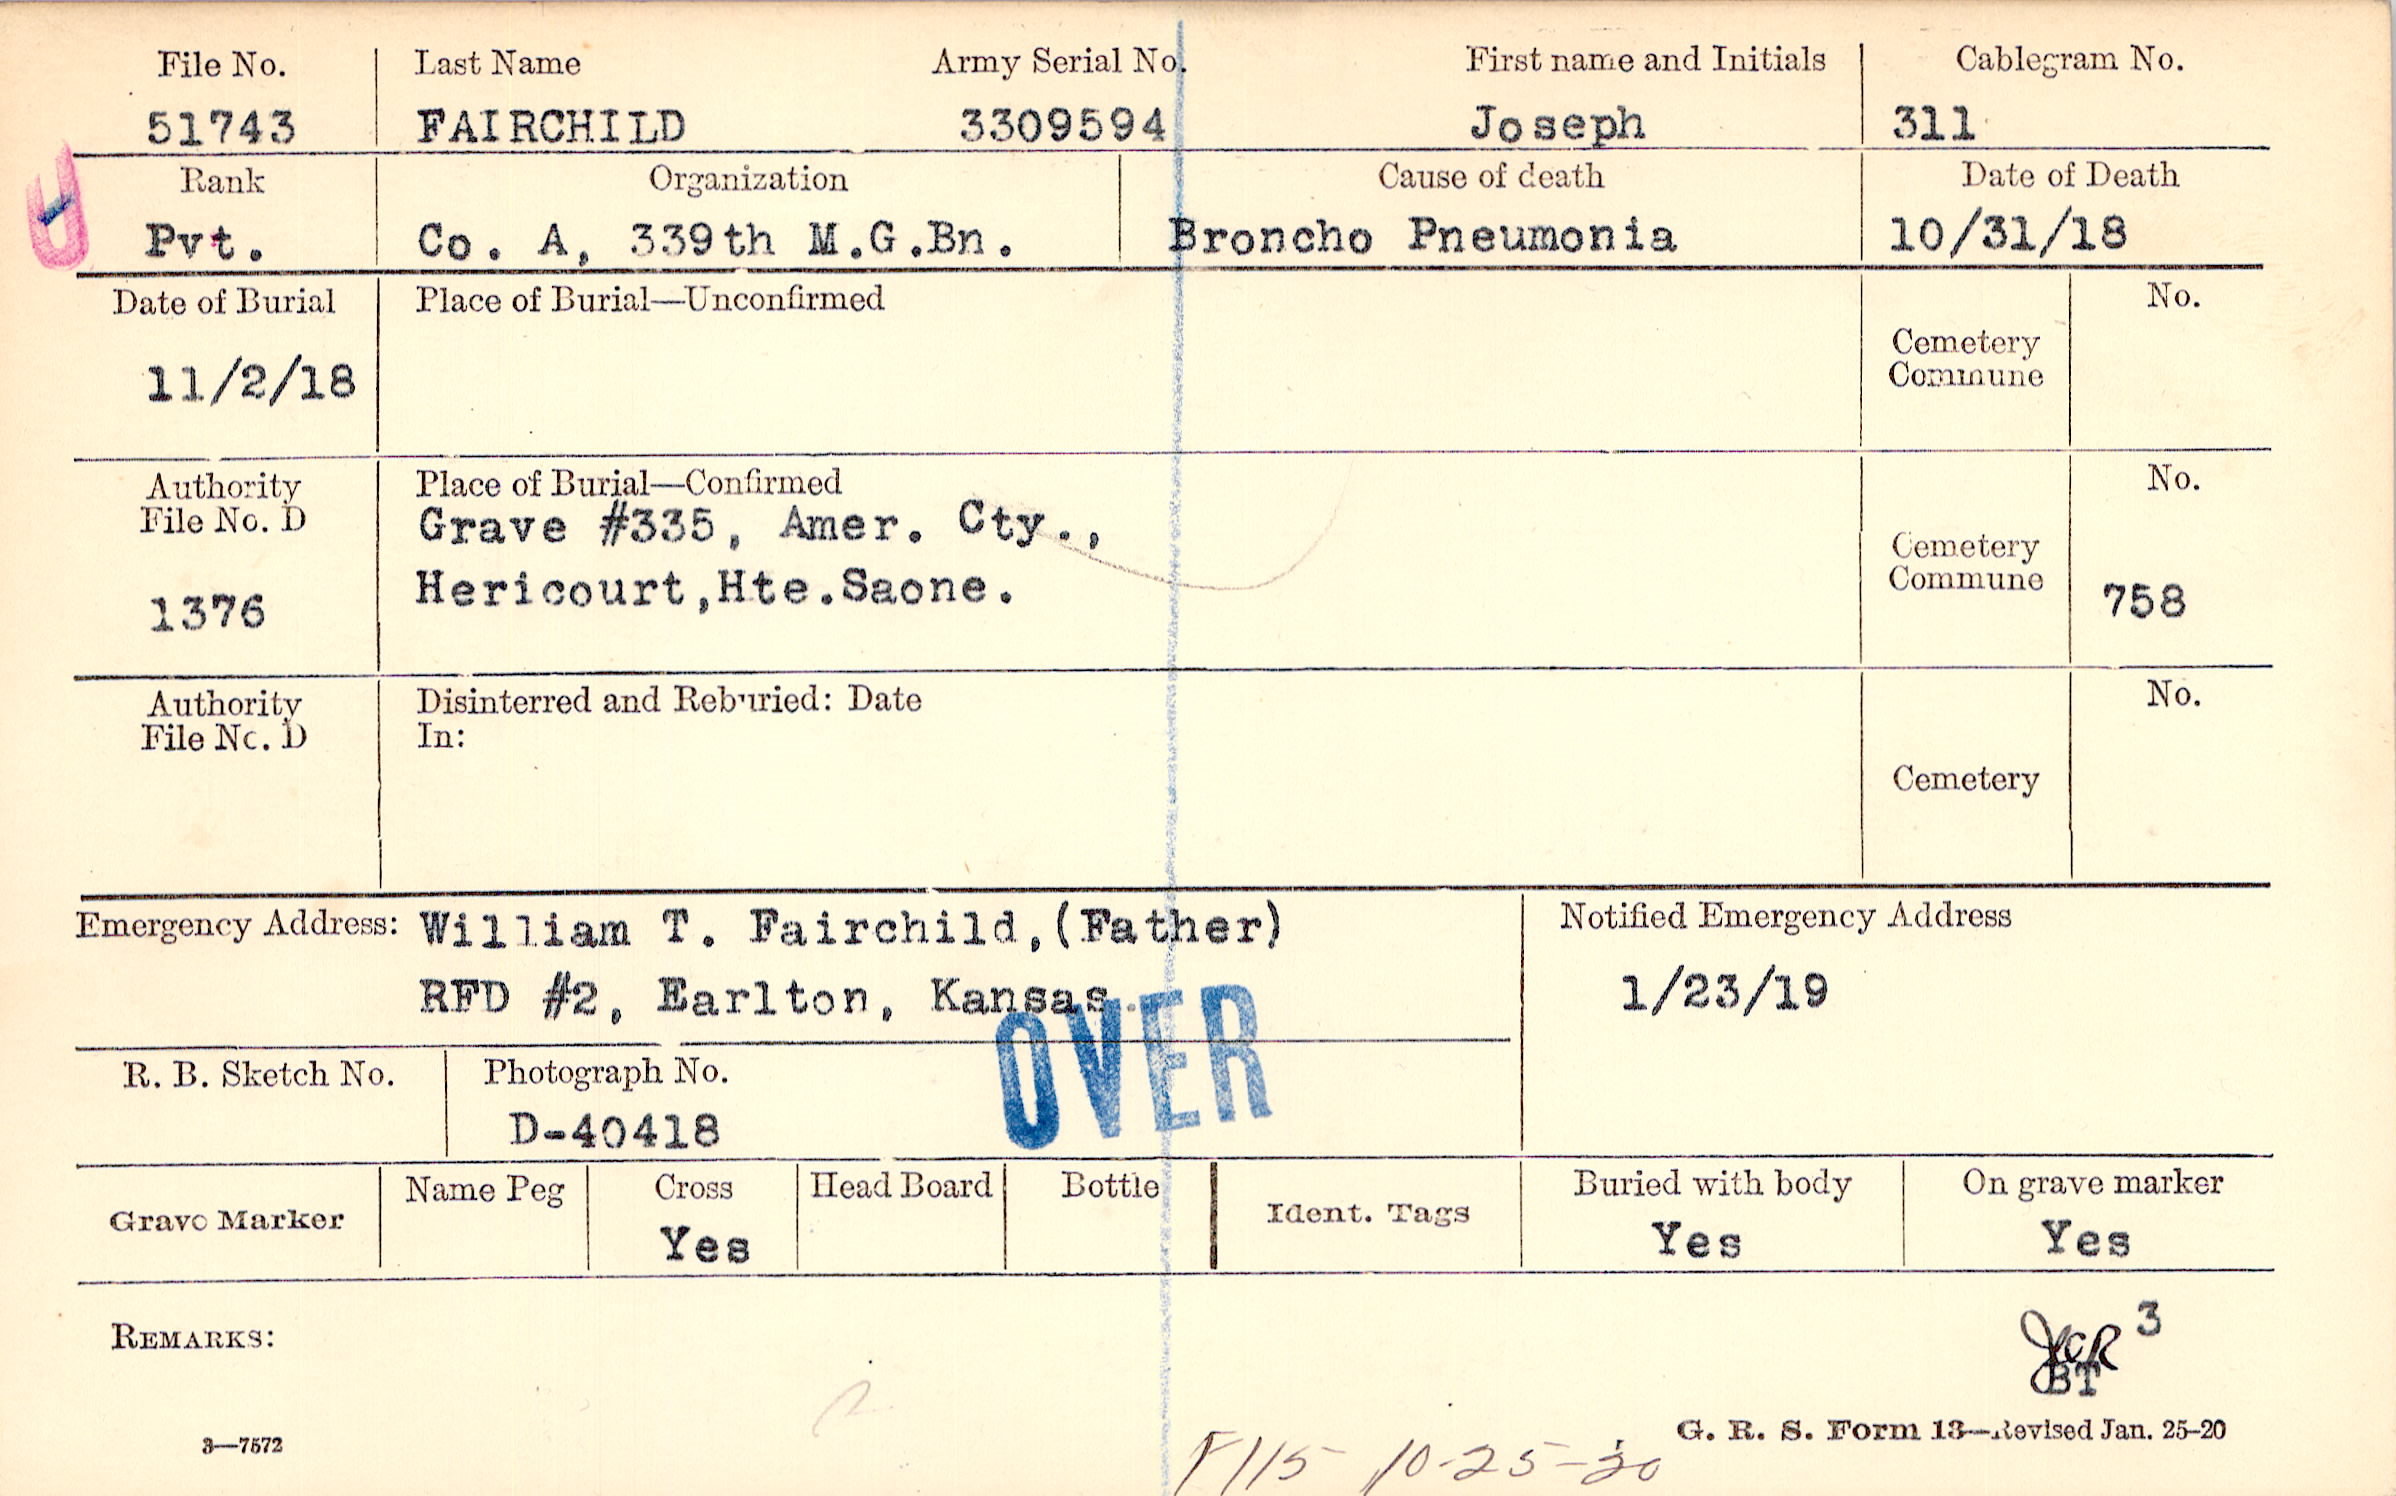 File No. Last Name Army Serial No. First name and Initials Cablegram No.
51743 FAIRCHILD 3309594 Joseph 311
Rank Organization Cause of death Date of Death
Pvt. Co. A, 339th M.G.Bn. Broncho Pneumonia 10/31/18
Date of Burial Place of Burial—Unconfirmed No.
Cemetery
Commune
11/2/18
Authority Place of Burial—Confirmed No.
File No. D Grave #335, Amer. Cty.,
Cemetery
Hericourt,Hte.Saone. Commune
1376 758
Authority Disinterred and Reburied: Date No.
File No. D In:
Cemetery
Emergency Address: William T. Fairchild,(Father) Notified Emergency Address
RFD #2, Earlton, Kansas. 1/23/19
OVER
R. B. Sketch No. Photograph No.
D-40418
Name Peg Cross Head Board Bottle Buried with body On grave marker
Grave Marker Ident. Tags
Yes Yes Yes
3
REMARKS: JCR
BT
3—7572 G. R. S. Form 13—Revised Jan. 25-20
F115 10-25-20